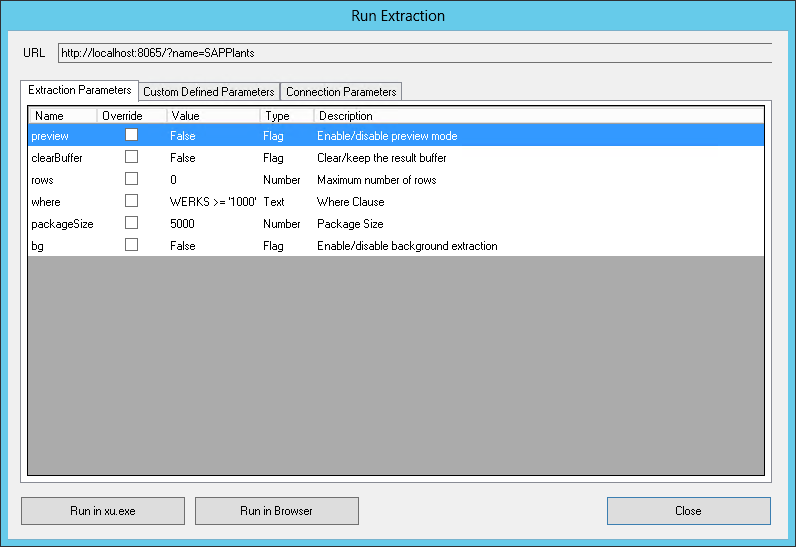 Run Extraction
URL http://localhost:8065/?name=SAPPlants
Extraction Parameters Custom Defined Parameters Connection Parameters
Name Override Value Type Description
preview False Flag Enable/disable preview mode
clearBuffer False Flag Clear/keep the result buffer
rows 0 Number Maximum number of rows
where WERKS >= '1000' Text Where Clause
packageSize 5000 Number Package Size
bg False Flag Enable/disable background extraction
Run in xu.exe Run in Browser Close